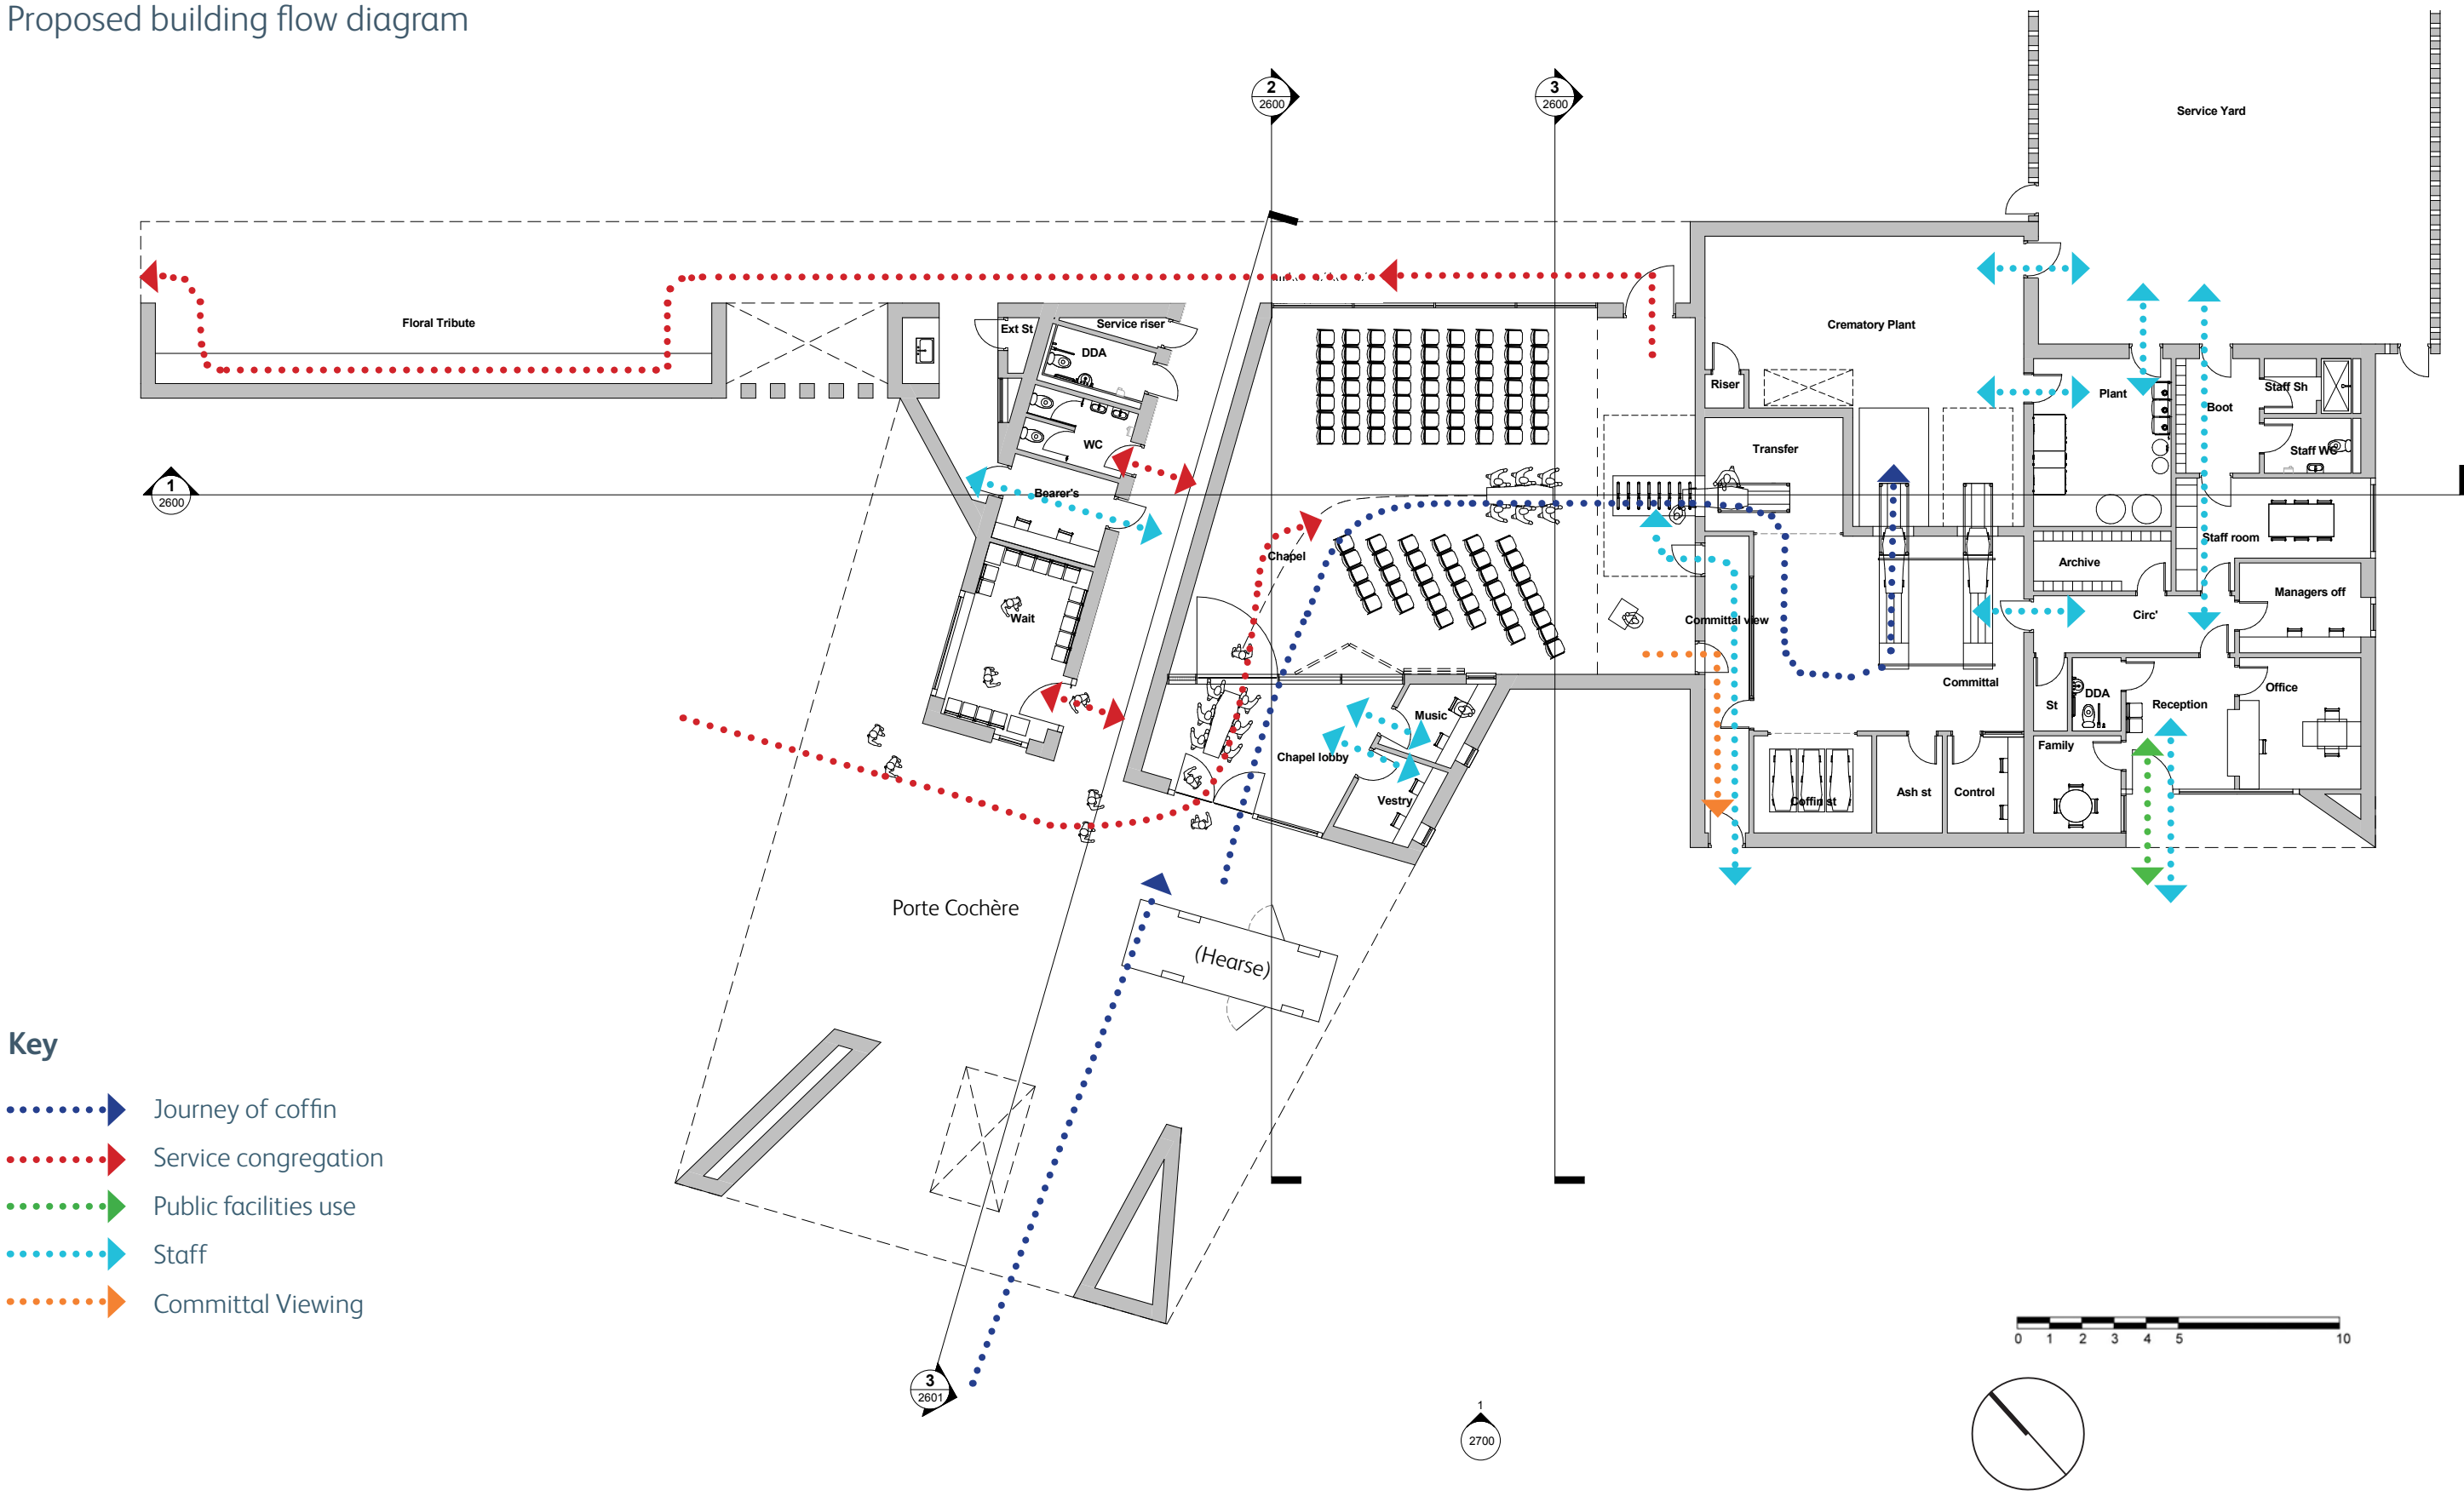 Proposed building flow diagram
2
2600
3
2600
Service Yard
Floral Tribute
Ext St
Service riser
DDA
Crematory Plant
Riser
Plant
Boot
Staff Sh
WC
Transfer
Staff WC
1
2600
Bearer's
Staff room
Chapel
Archive
Managers off
Wait
Committal view
Circ'
Committal
St
DDA
Reception
Office
Music
Chapel lobby
Family
Vestry
Coffin st
Ash st
Control
Porte Cochère
(Hearse)
Key
Journey of coffin
Service congregation
Public facilities use
Staff
Committal Viewing
0 1 2 3 4 5 10
3
2601
1
2700